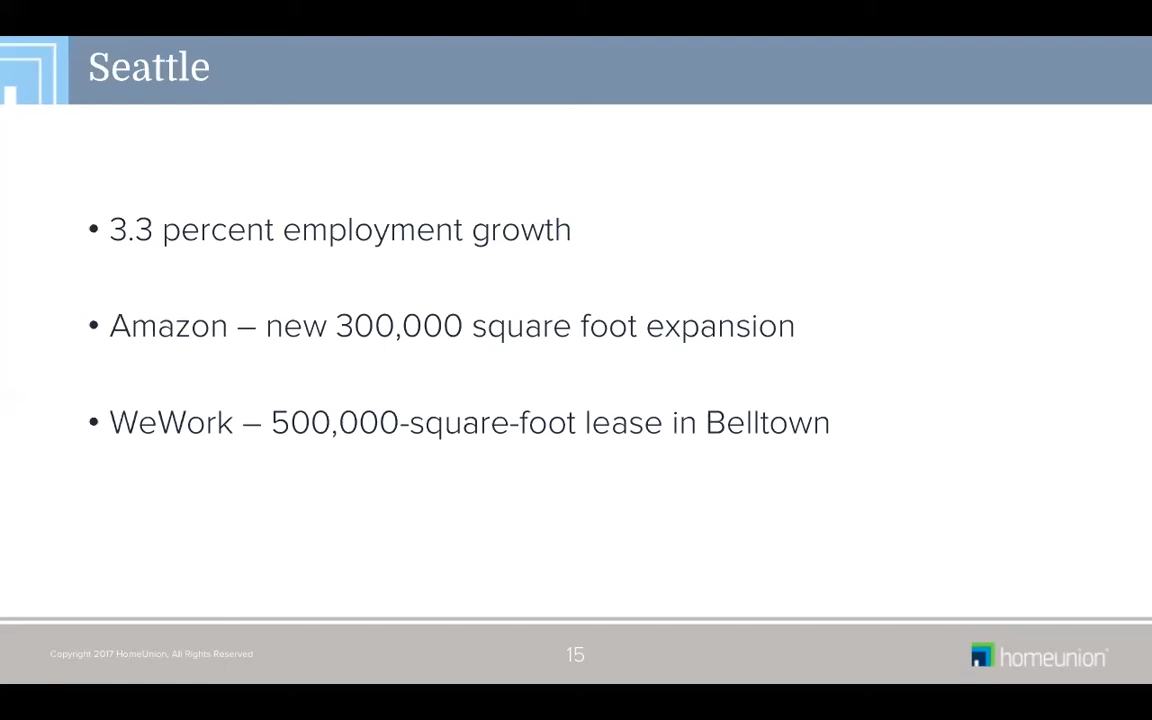 Seattle
• 3.3 percent employment growth
• Amazon – new 300,000 square foot expansion
• WeWork – 500,000-square-foot lease in Belltown
Copyright 2017 HomeUnion, All Rights Reserved
15
homeunion